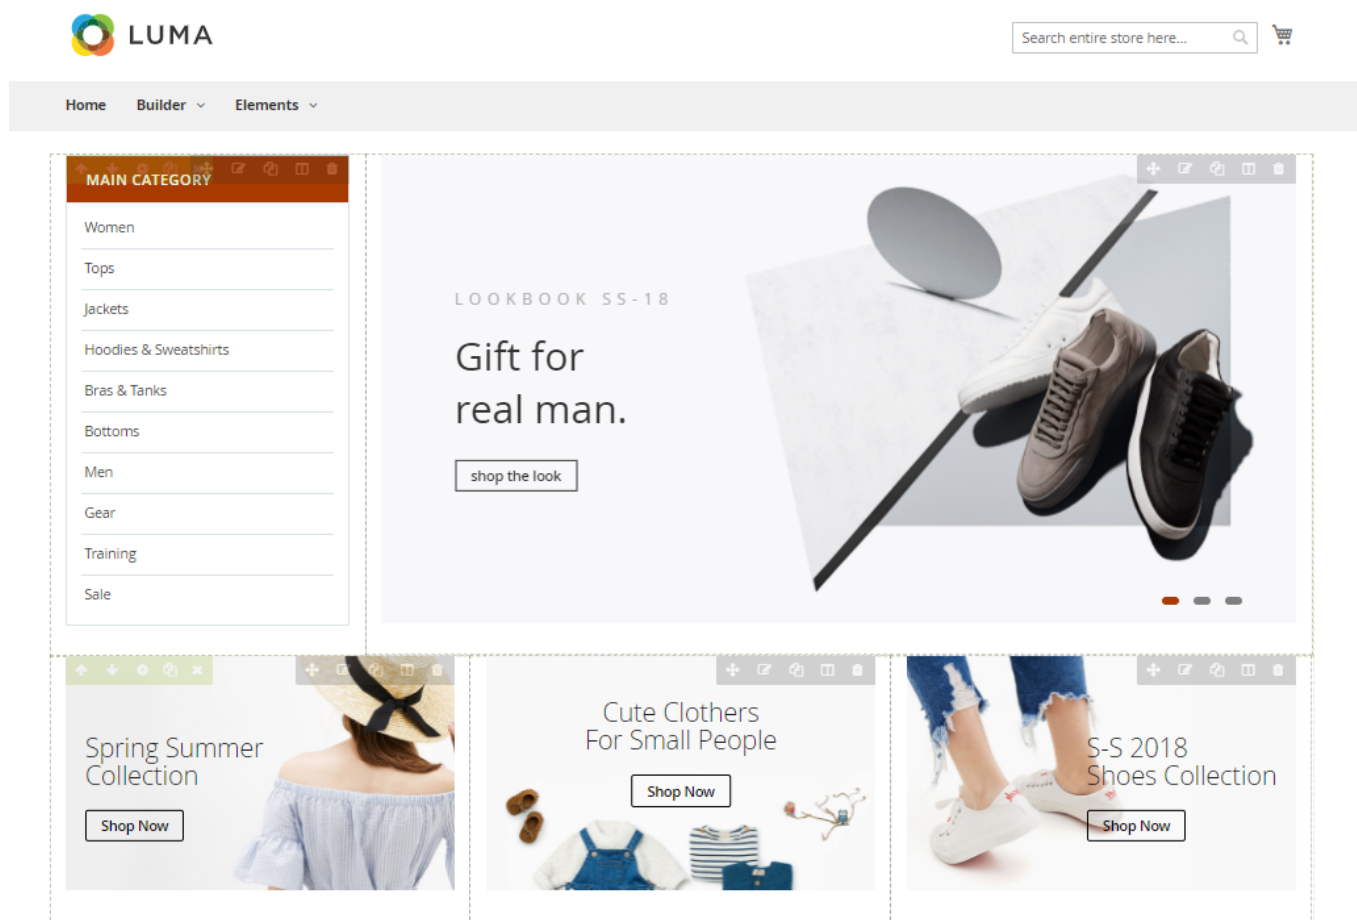 LUMA
Search entire store here...
Home Builder Elements
MAIN CATEGORY
Women
Tops
Jackets
Hoodies & Sweatshirts
Bras & Tanks
Bottoms
Men
Gear
Training
Sale
LOOKBOOK SS-18
Gift for
real man.
shop the look
Spring Summer
Collection
Shop Now
Cute Clothers
For Small People
Shop Now
S-S 2018
Shoes Collection
Shop Now